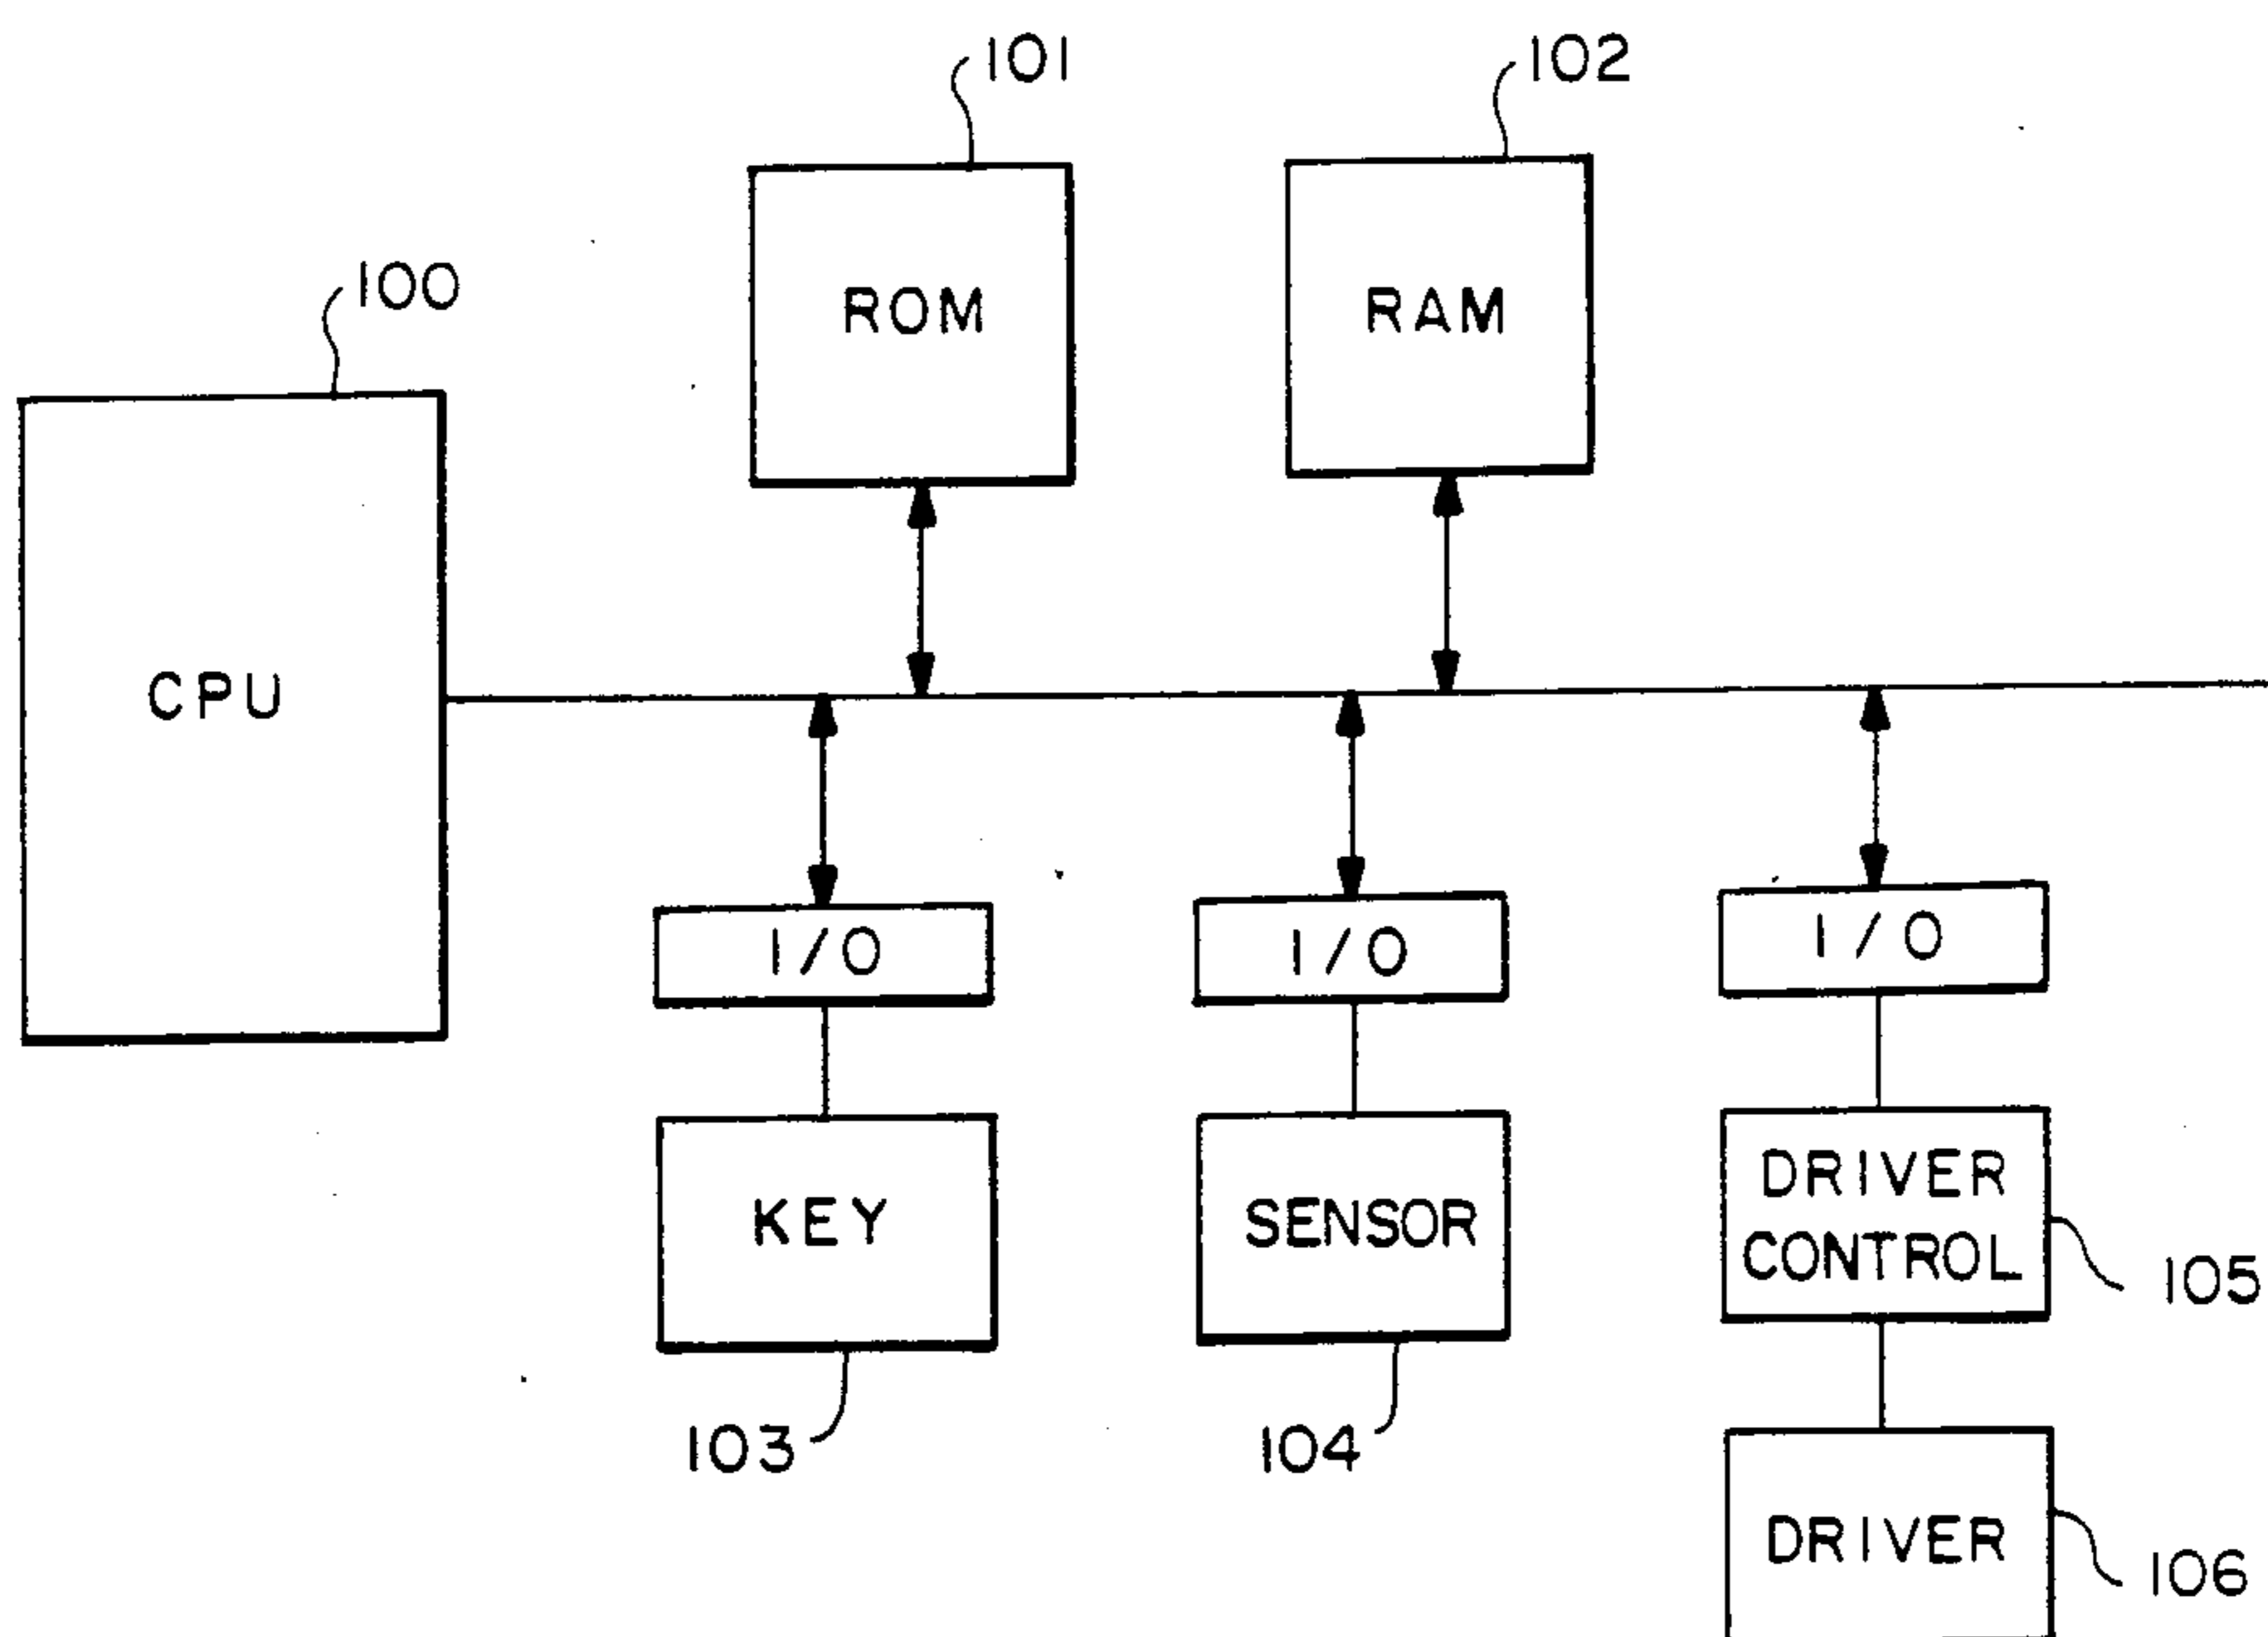 101
102
100
ROM
RAM
CPU
I/O
I/O
I/O
KEY
SENSOR
DRIVER
CONTROL
105
103
104
DRIVER
106